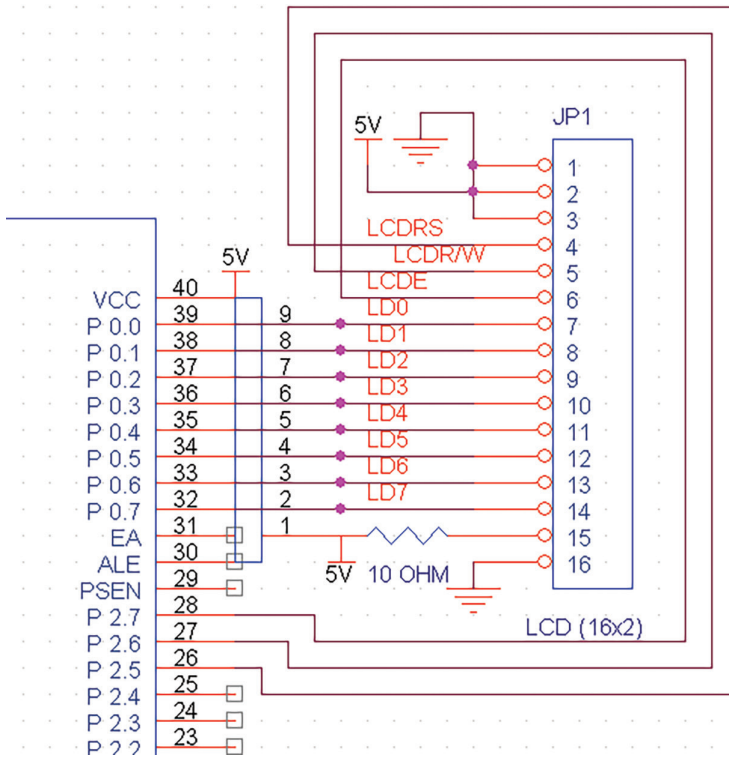 JP1
5V
1
2
3
LCDRS
4
LCDR/W
5
5V
LCDE
6
VCC 40
LD0
P 0.0 39 9
7
LD1
P 0.1 38 8
8
LD2
P 0.2 37 7
9
LD3
P 0.3 36 6
10
LD4
P 0.4 35 5
11
LD5
P 0.5 34 4
12
LD6
P 0.6 33 3
13
LD7
P 0.7 32 2
14
EA 31 1
15
ALE 30
5V 10 OHM
16
PSEN 29
P 2.7 28
LCD (16x2)
P 2.6 27
P 2.5 26
P 2.4 25
P 2.3 24
P 2.2 23